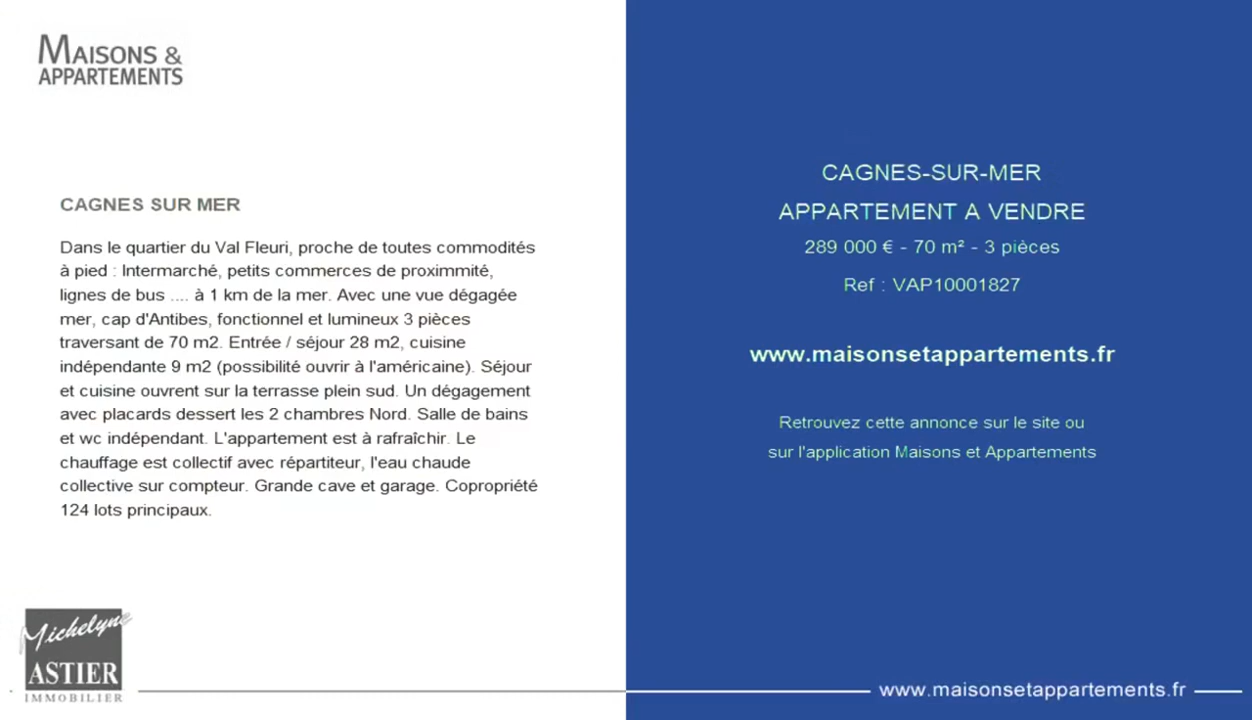 MAISONS &
APPARTEMENTS
CAGNES SUR MER
Dans le quartier du Val Fleuri, proche de toutes commodités
à pied : Intermarché, petits commerces de proximmité,
lignes de bus .... à 1 km de la mer. Avec une vue dégagée
mer, cap d'Antibes, fonctionnel et lumineux 3 pièces
traversant de 70 m2. Entrée / séjour 28 m2, cuisine
indépendante 9 m2 (possibilité ouvrir à l'américaine). Séjour
et cuisine ouvrent sur la terrasse plein sud. Un dégagement
avec placards dessert les 2 chambres Nord. Salle de bains
et wc indépendant. L'appartement est à rafraîchir. Le
chauffage est collectif avec répartiteur, l'eau chaude
collective sur compteur. Grande cave et garage. Copropriété
124 lots principaux.
Michelyne
ASTIER
IMMOBILIER
CAGNES-SUR-MER
APPARTEMENT A VENDRE
289 000 € - 70 m² - 3 pièces
Ref : VAP10001827
www.maisonsetappartements.fr
Retrouvez cette annonce sur le site ou
sur l'application Maisons et Appartements
www.maisonsetappartements.fr